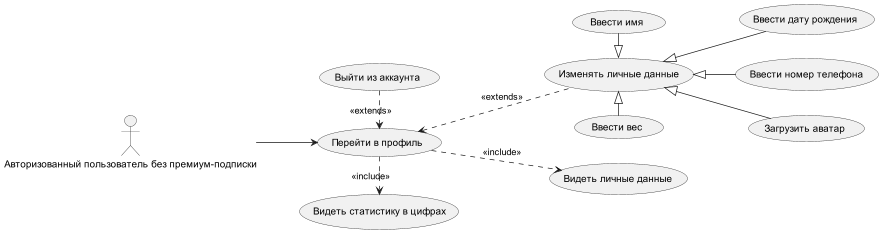 Ввести имя
Ввести дату рождения
Выйти из аккаунта
Изменять личные данные
Ввести номер телефона
«extends»
«extends»
Ввести вес
Загрузить аватар
Перейти в профиль
Авторизованный пользователь без премиум-подписки
«include»
«include»
Видеть личные данные
Видеть статистику в цифрах